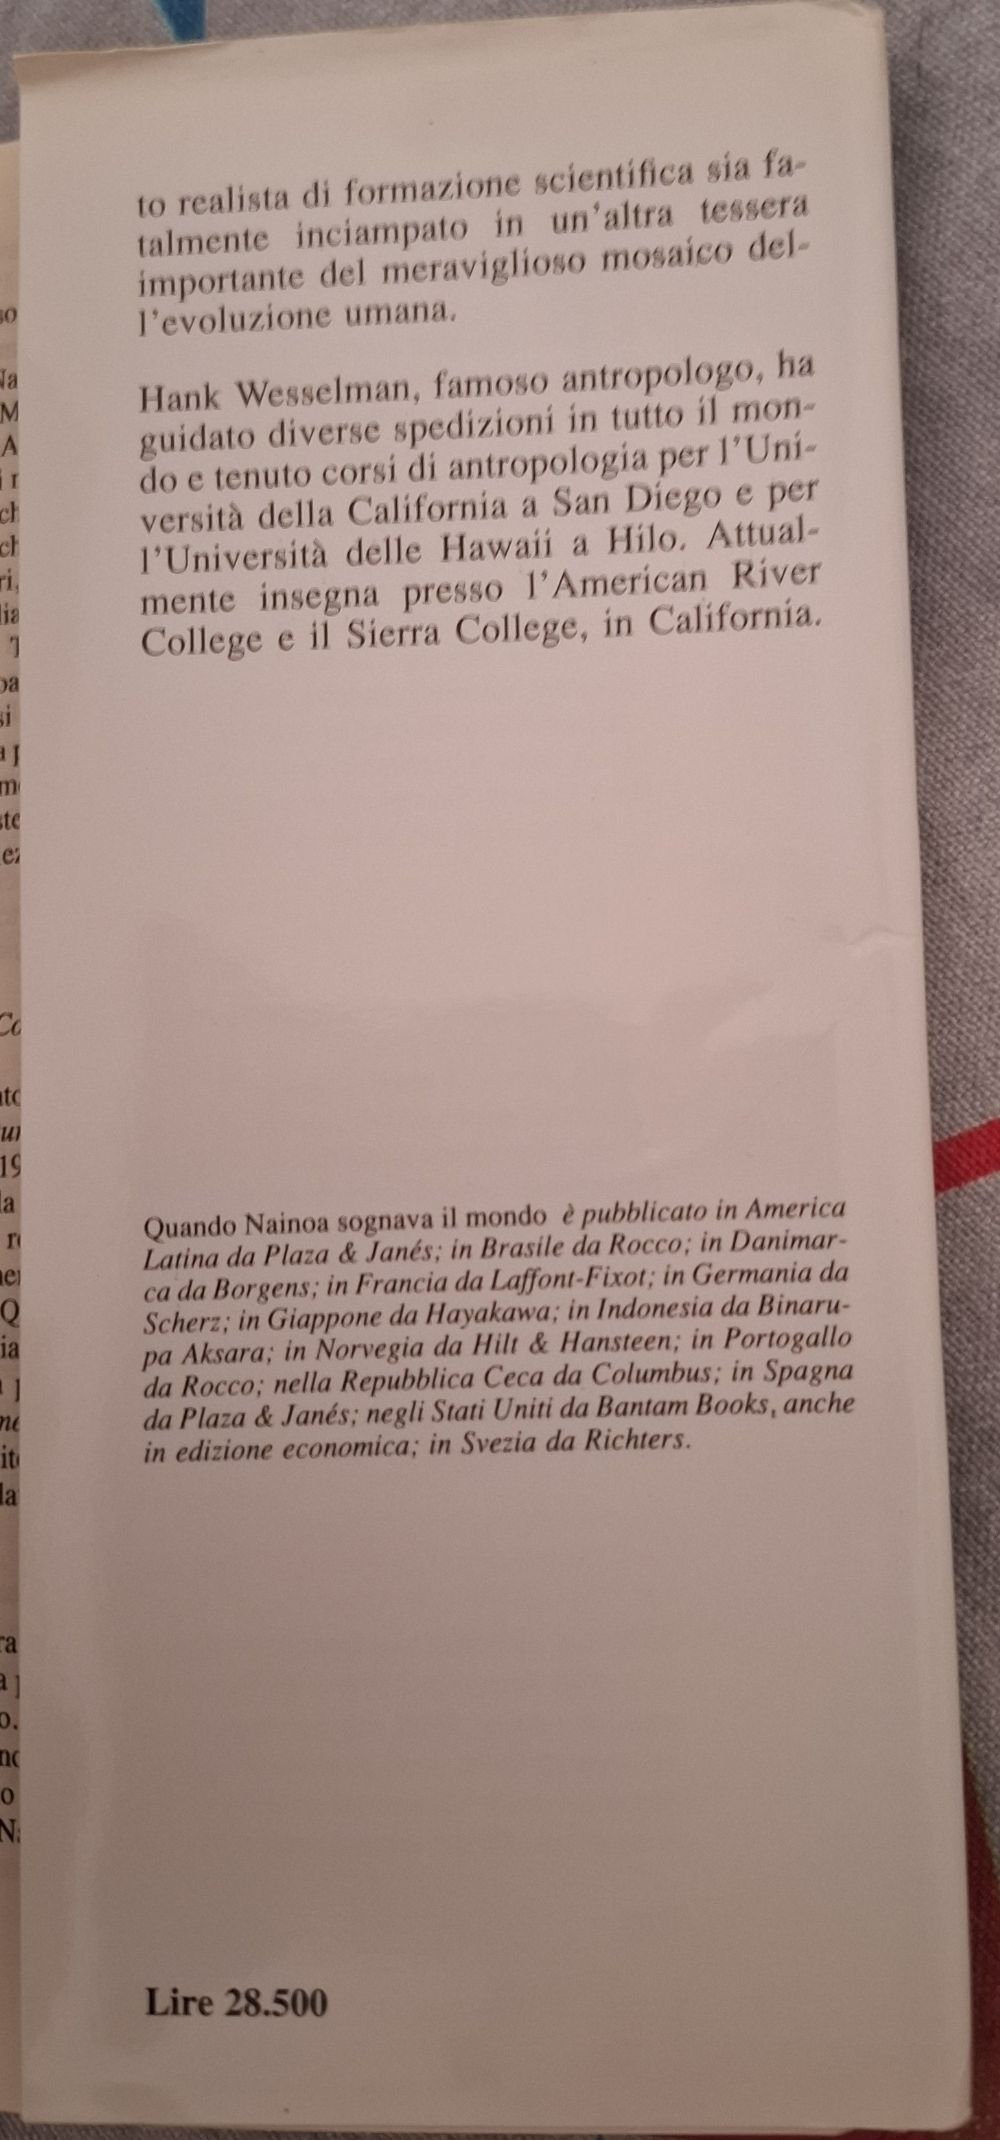 to realista di formazione scientifica sia fa-
talmente inciampato in un'altra tessera
importante del meraviglioso mosaico del-
l'evoluzione umana.
Hank Wesselman, famoso antropologo, ha
guidato diverse spedizioni in tutto il mon-
do e tenuto corsi di antropologia per l'Uni-
versità della California a San Diego e per
l'Università delle Hawaii a Hilo. Attual-
mente insegna presso l'American River
College e il Sierra College, in California.
Quando Nainoa sognava il mondo è pubblicato in America
Latina da Plaza & Janés; in Brasile da Rocco; in Danimar-
ca da Borgens; in Francia da Laffont-Fixot; in Germania da
Scherz; in Giappone da Hayakawa; in Indonesia da Binaru-
pa Aksara; in Norvegia da Hilt & Hansteen; in Portogallo
da Rocco; nella Repubblica Ceca da Columbus; in Spagna
da Plaza & Janés; negli Stati Uniti da Bantam Books, anche
in edizione economica; in Svezia da Richters.
Lire 28.500